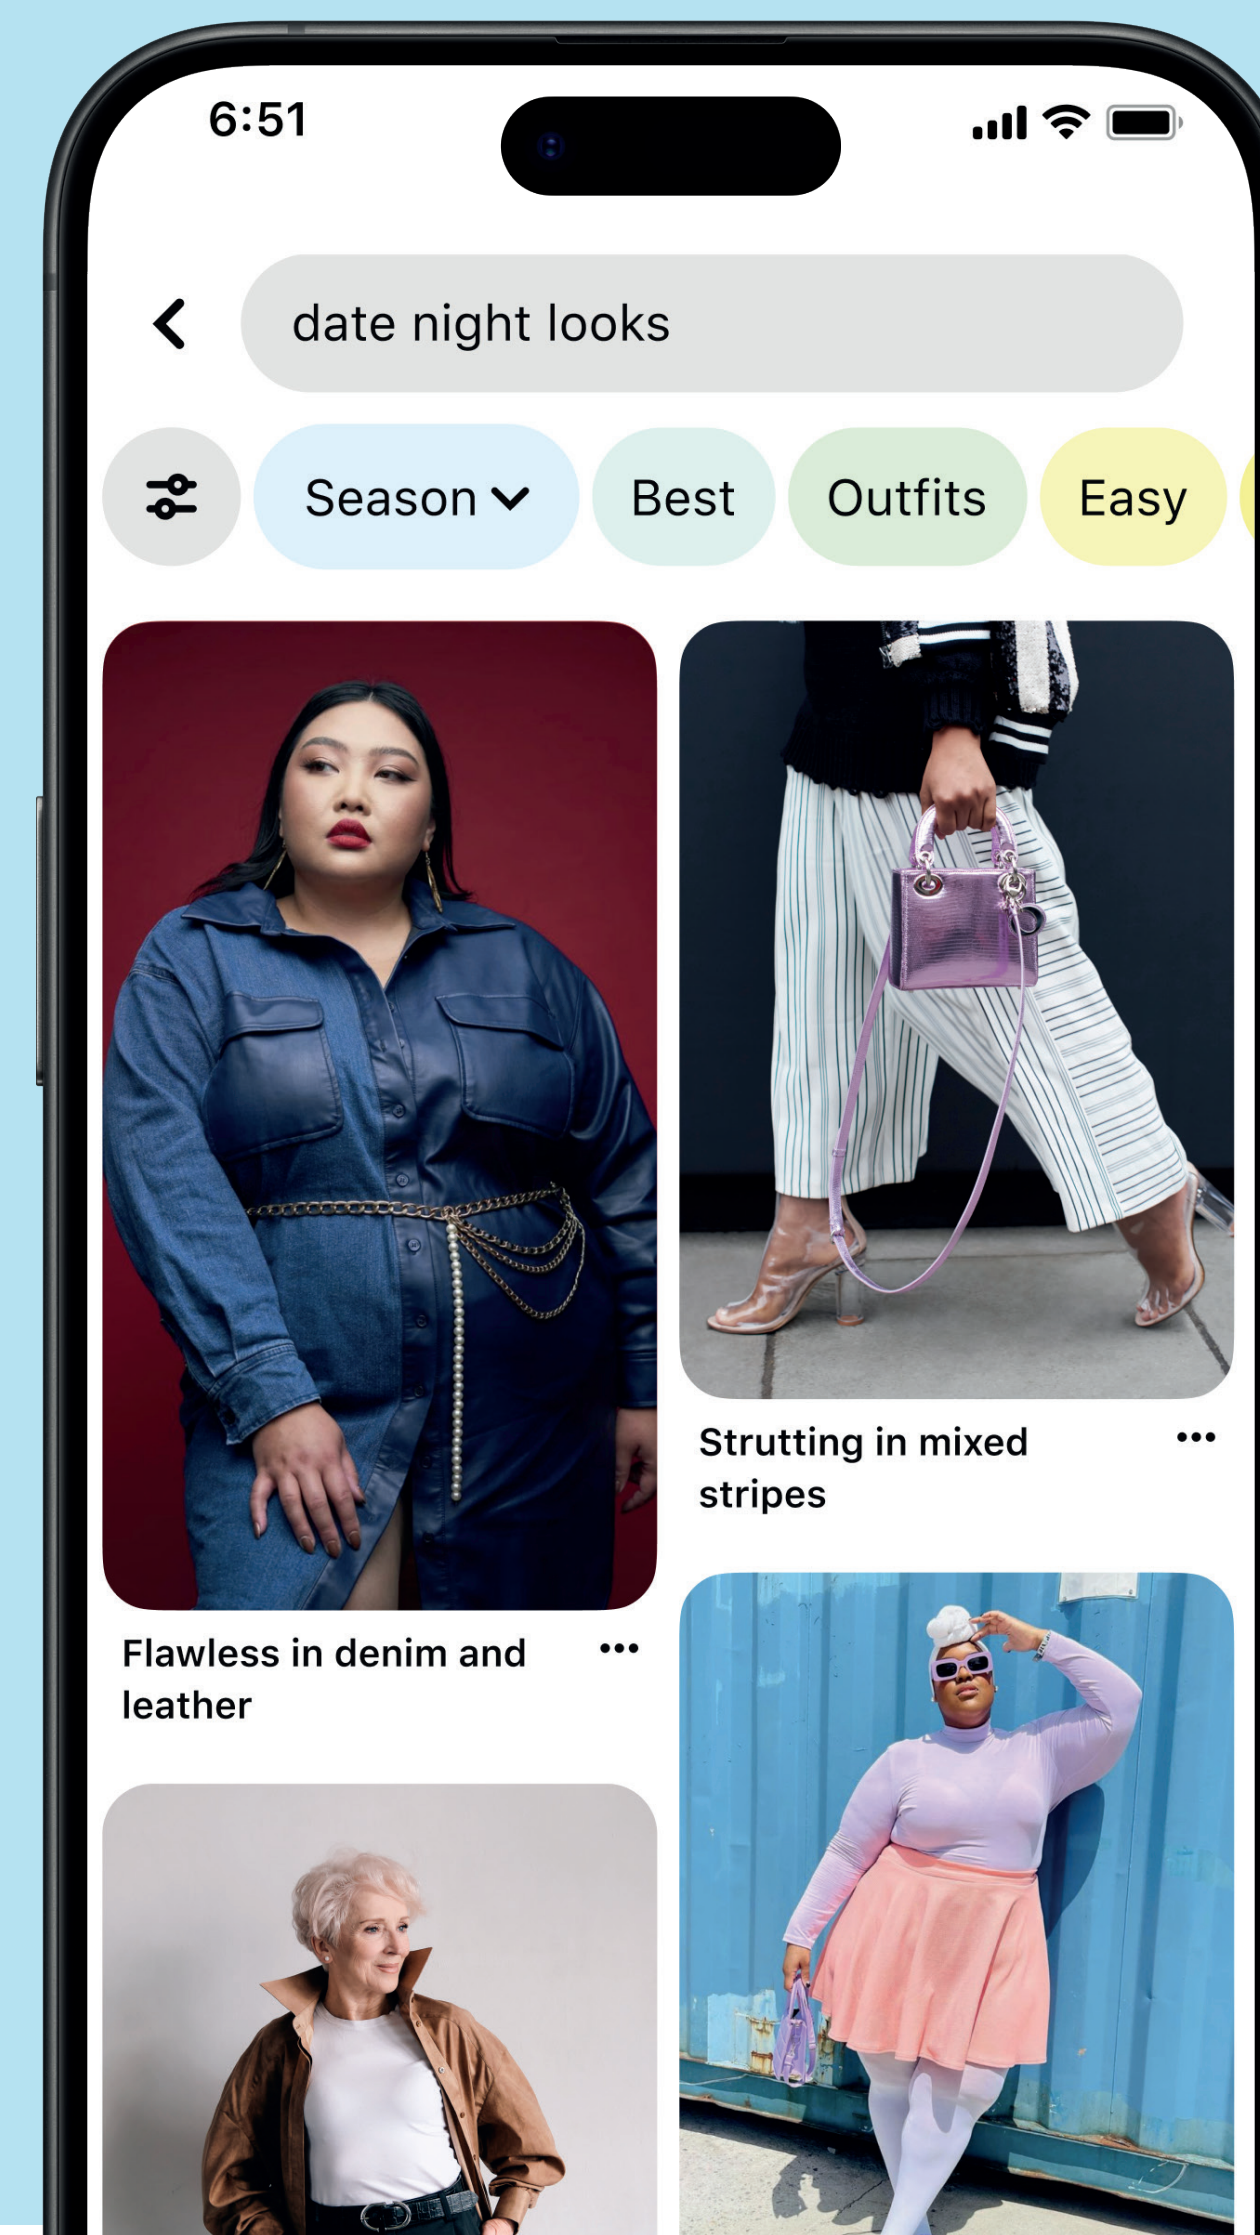 6:51
date night looks
Season
Best
Outfits
Easy
Flawless in denim and
leather
Strutting in mixed
stripes